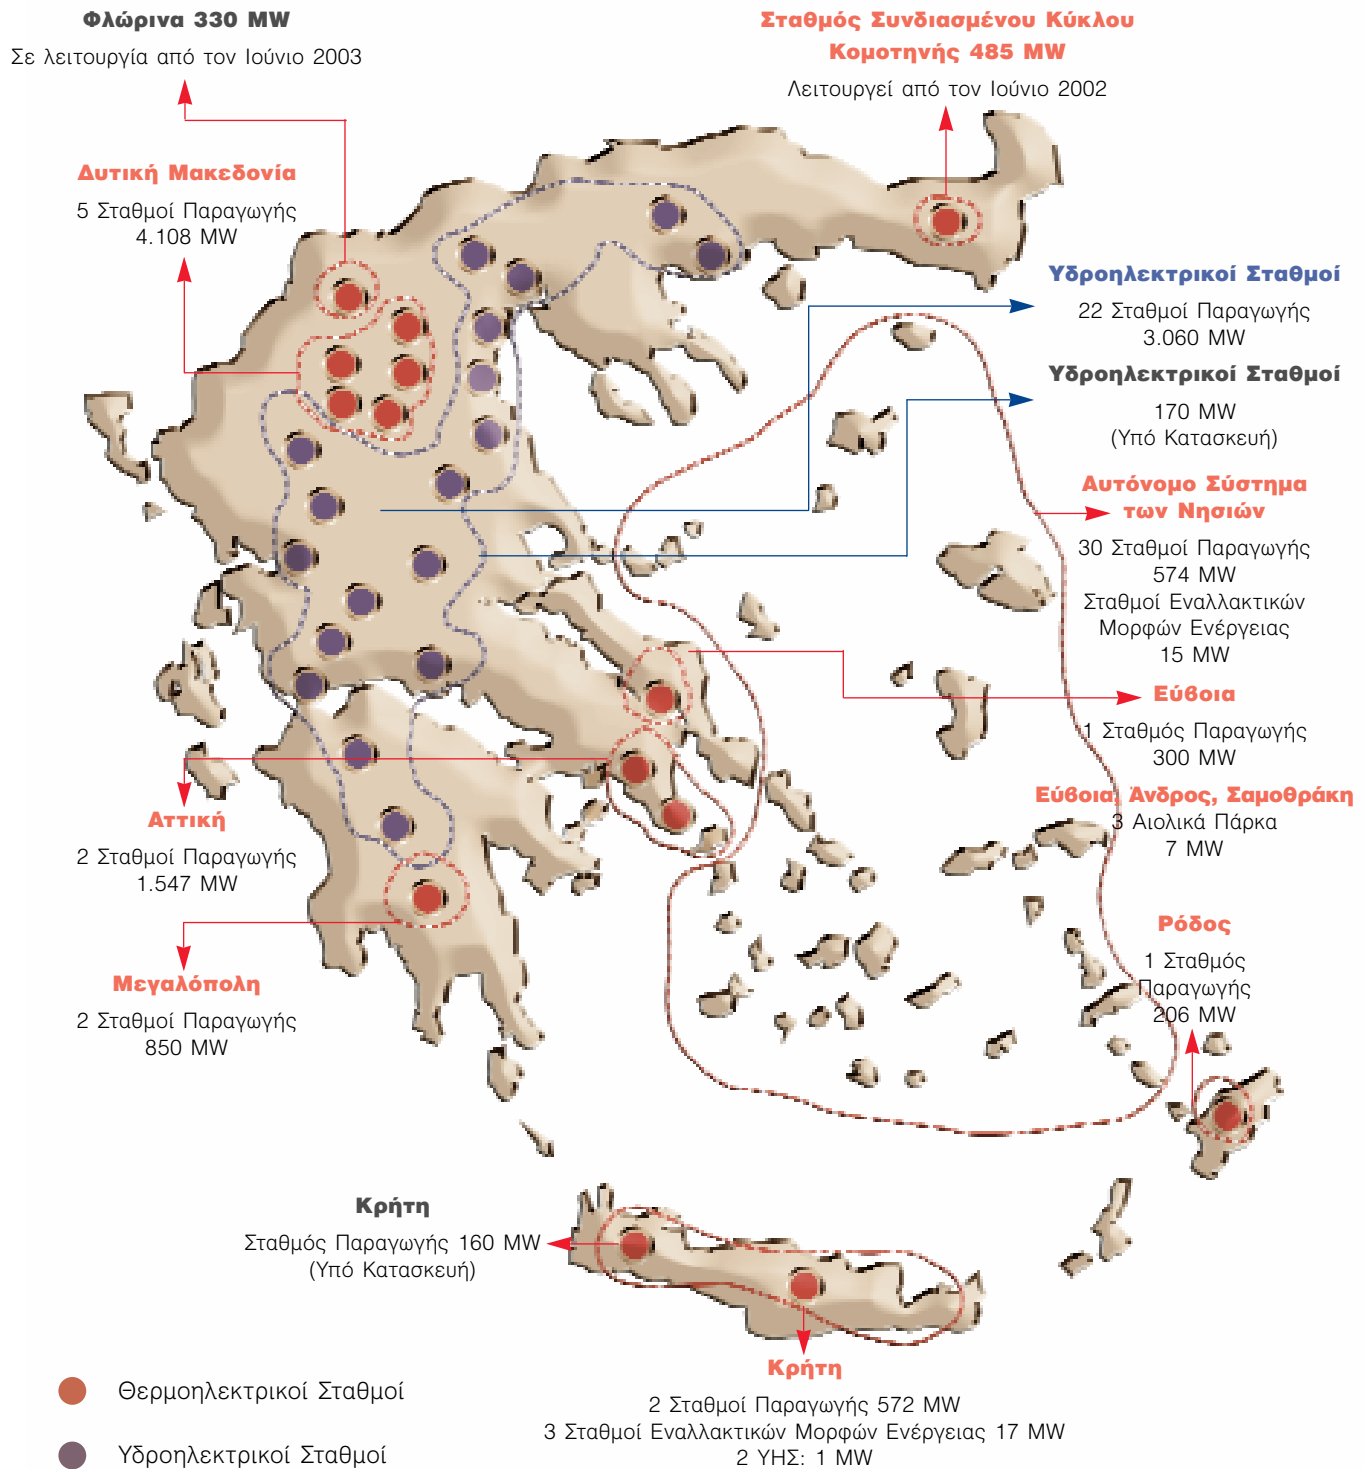 Φλώρινα 330 MW
Σε λειτουργία από τον Ιούνιο 2003
Σταθμός Συνδιασμένου Κύκλου
Κομοτηνής 485 MW
Λειτουργεί από τον Ιούνιο 2002
Δυτική Μακεδονία
5 Σταθμοί Παραγωγής
4.108 MW
Υδροηλεκτρικοί Σταθμοί
22 Σταθμοί Παραγωγής
3.060 MW
Υδροηλεκτρικοί Σταθμοί
170 MW
(Υπό Κατασκευή)
Αυτόνομο Σύστημα
των Νησιών
30 Σταθμοί Παραγωγής
574 MW
Σταθμοί Εναλλακτικών
Μορφών Ενέργειας
15 MW
Εύβοια
1 Σταθμός Παραγωγής
300 MW
Εύβοια, Άνδρος, Σαμοθράκη
3 Αιολικά Πάρκα
7 MW
Αττική
2 Σταθμοί Παραγωγής
1.547 MW
Ρόδος
1 Σταθμός
Παραγωγής
206 MW
Μεγαλόπολη
2 Σταθμοί Παραγωγής
850 MW
Κρήτη
Σταθμός Παραγωγής 160 MW
(Υπό Κατασκευή)
Κρήτη
2 Σταθμοί Παραγωγής 572 MW
3 Σταθμοί Εναλλακτικών Μορφών Ενέργειας 17 MW
2 ΥΗΣ: 1 MW
Θερμοηλεκτρικοί Σταθμοί
Υδροηλεκτρικοί Σταθμοί